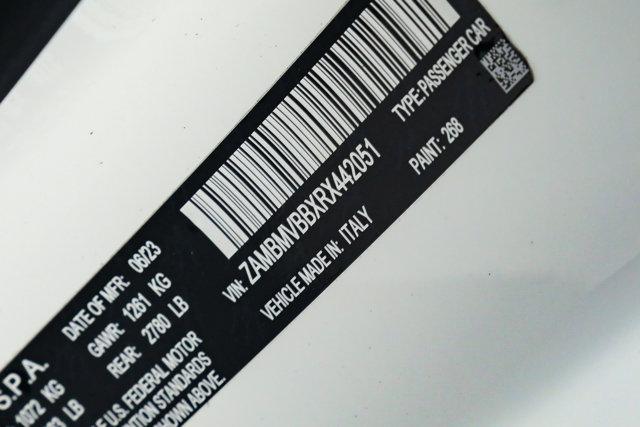 S.P.A.
DATE OF MFR: 06/23
1072 KG
GAWR: 1261 KG
LB
REAR: 2780 LB
U.S. FEDERAL MOTOR
STANDARDS
SHOWN ABOVE.
VIN: ZAMBMVBBXRX442051
TYPE: PASSENGER CAR
VEHICLE MADE IN: ITALY
PAINT: 268